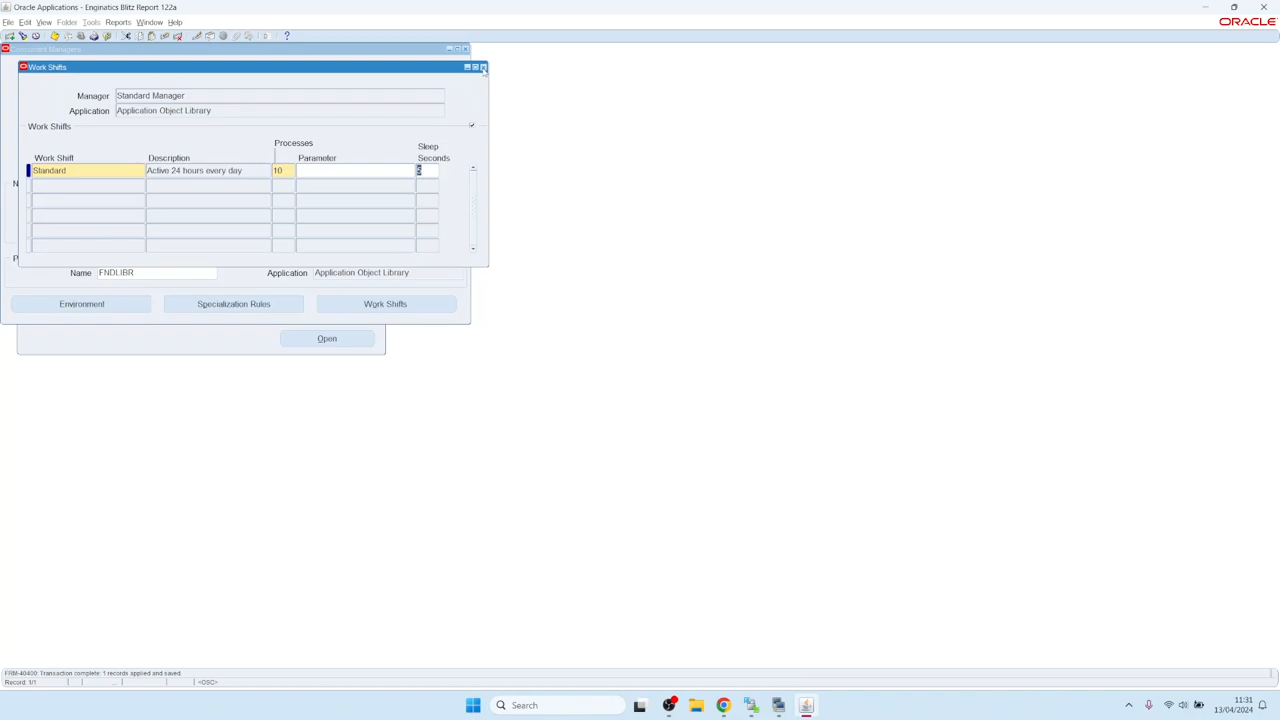 Oracle Applications - Enginatics Blitz Report 122a
File Edit View Folder Tools Reports Window Help
ORACLE
Concurrent Managers
Work Shifts
Manager Standard Manager
Application Application Object Library
Work Shifts
Processes
Sleep
Work Shift Description Parameter Seconds
Standard Active 24 hours every day 10
Name FNDLIBR Application Application Object Library
Environment Specialization Rules Work Shifts
Open
FRM-40400: Transaction complete: 1 records applied and saved.
Record: 1/1 ... <OSC>
Search
11:31
13/04/2024